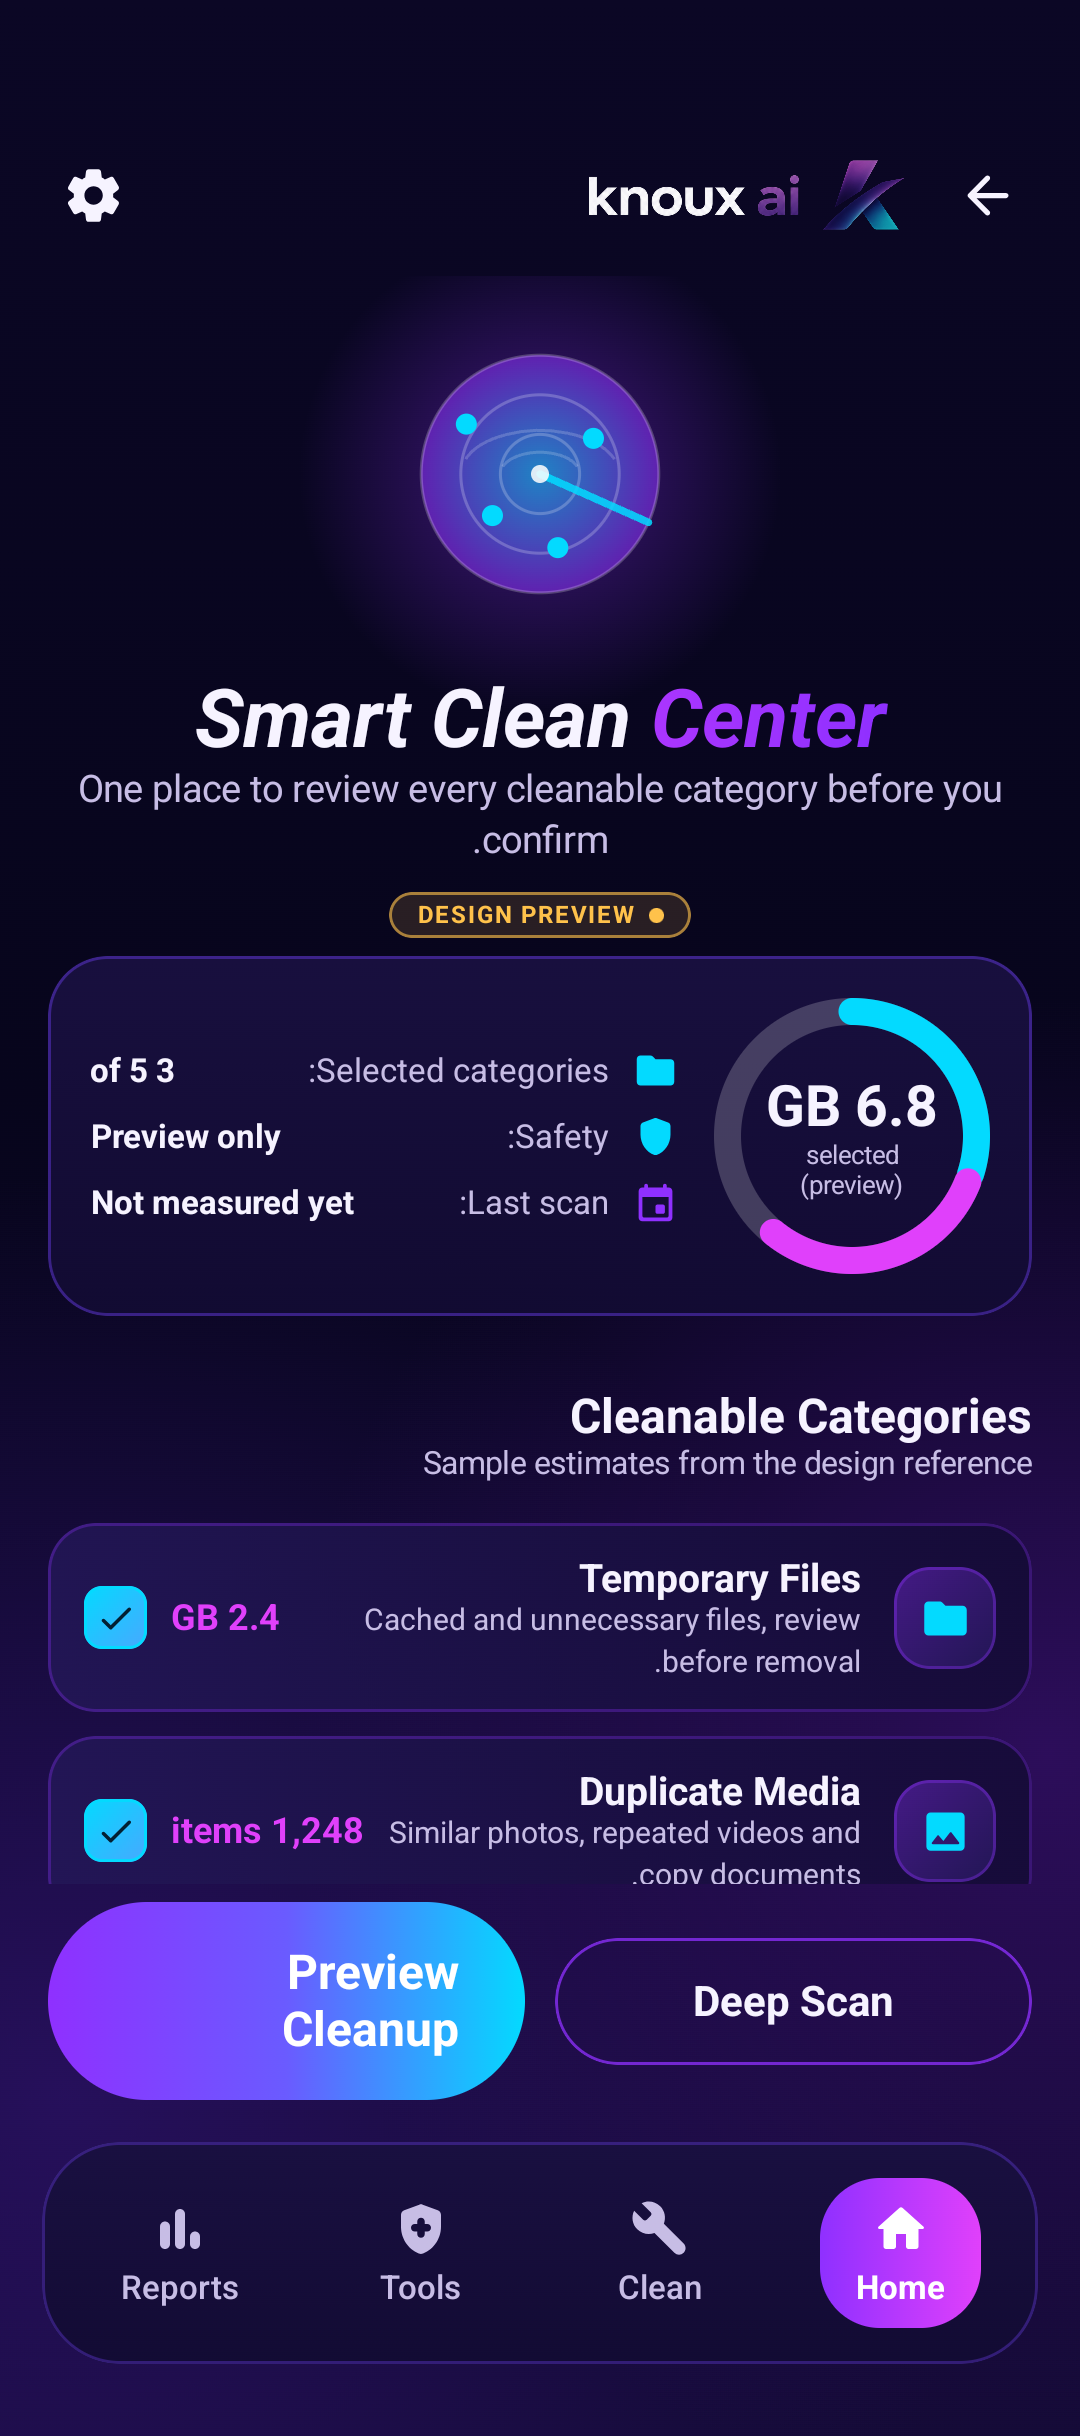 knoux ai
Smart Clean Center
One place to review every cleanable category before you
.confirm
DESIGN PREVIEW
GB 6.8
selected
(preview)
:Selected categories
of 5 3
:Safety
Preview only
:Last scan
Not measured yet
Cleanable Categories
Sample estimates from the design reference
Temporary Files
Cached and unnecessary files, review
.before removal
GB 2.4
Duplicate Media
Similar photos, repeated videos and
.copy documents
items 1,248
Deep Scan
Preview
Cleanup
Home
Clean
Tools
Reports